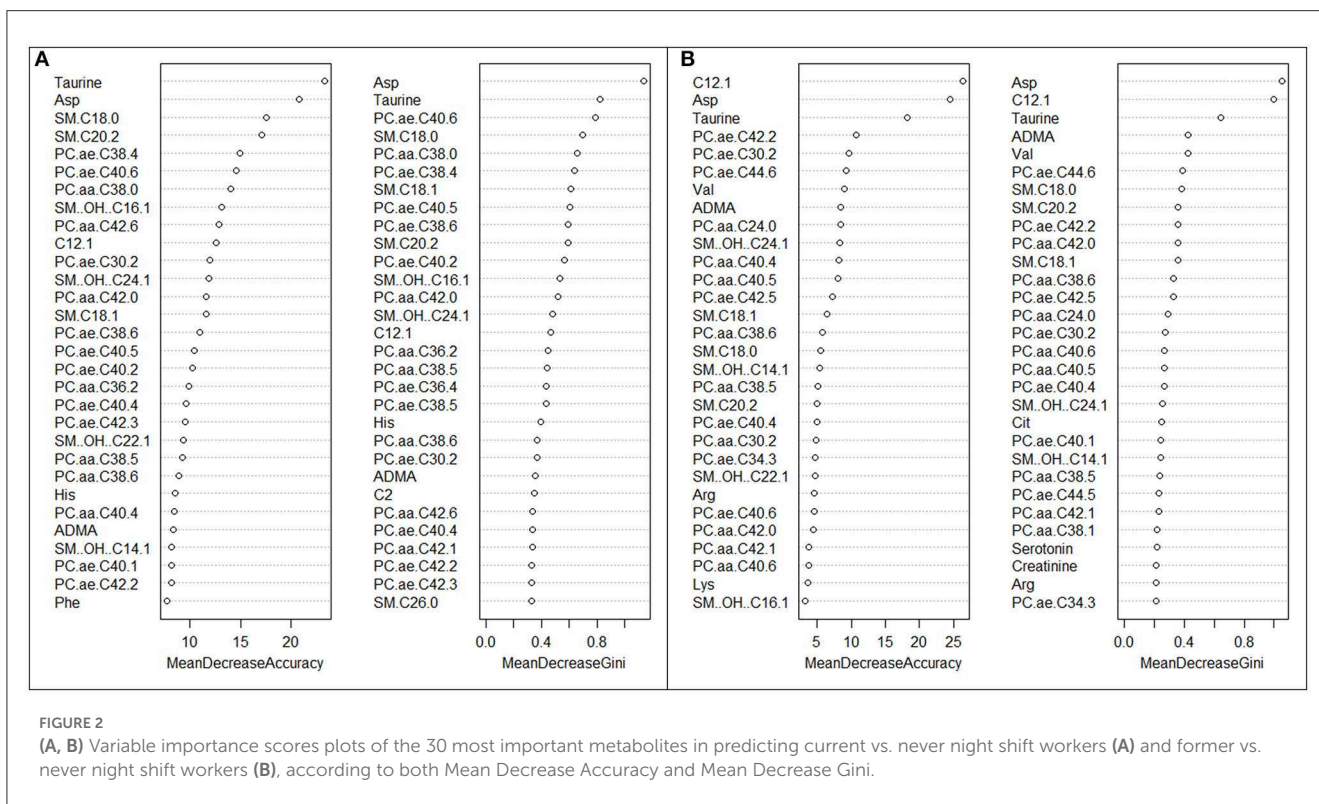 A
Taurine
Asp
SM.C18.0
SM.C20.2
PC.ae.C38.4
PC.ae.C40.6
PC.aa.C38.0
SM..OH..C16.1
PC.aa.C42.6
C12.1
PC.ae.C30.2
SM..OH..C24.1
PC.aa.C42.0
SM.C18.1
PC.ae.C38.6
PC.ae.C40.5
PC.ae.C40.2
PC.aa.C36.2
PC.ae.C40.4
PC.ae.C42.3
SM..OH..C22.1
PC.aa.C38.5
PC.aa.C38.6
His
PC.aa.C40.4
ADMA
SM..OH..C14.1
PC.ae.C40.1
PC.ae.C42.2
Phe
10 15 20
MeanDecreaseAccuracy
Asp
Taurine
PC.ae.C40.6
SM.C18.0
PC.aa.C38.0
PC.ae.C38.4
SM.C18.1
PC.ae.C40.5
PC.ae.C38.6
SM.C20.2
PC.ae.C40.2
SM..OH..C16.1
PC.aa.C42.0
SM..OH..C24.1
C12.1
PC.aa.C36.2
PC.aa.C38.5
PC.ae.C36.4
PC.ae.C38.5
His
PC.aa.C38.6
PC.ae.C30.2
ADMA
C2
PC.aa.C42.6
PC.ae.C40.4
PC.aa.C42.1
PC.ae.C42.2
PC.ae.C42.3
SM.C26.0
0.0 0.4 0.8
MeanDecreaseGini
B
C12.1
Asp
Taurine
PC.ae.C42.2
PC.ae.C30.2
PC.ae.C44.6
Val
ADMA
PC.aa.C24.0
SM..OH..C24.1
PC.aa.C40.4
PC.aa.C40.5
PC.ae.C42.5
SM.C18.1
PC.aa.C38.6
SM.C18.0
SM..OH..C14.1
PC.aa.C38.5
SM.C20.2
PC.ae.C40.4
PC.aa.C30.2
PC.ae.C34.3
SM..OH..C22.1
Arg
PC.ae.C40.6
PC.aa.C42.0
PC.aa.C42.1
PC.aa.C40.6
Lys
SM..OH..C16.1
5 10 15 20 25
MeanDecreaseAccuracy
Asp
C12.1
Taurine
ADMA
Val
PC.ae.C44.6
SM.C18.0
SM.C20.2
PC.ae.C42.2
PC.aa.C42.0
SM.C18.1
PC.aa.C38.6
PC.ae.C42.5
PC.aa.C24.0
PC.ae.C30.2
PC.aa.C40.6
PC.aa.C40.5
PC.ae.C40.4
SM..OH..C24.1
Cit
PC.ae.C40.1
SM..OH..C14.1
PC.aa.C38.5
PC.ae.C44.5
PC.aa.C42.1
PC.aa.C38.1
Serotonin
Creatinine
Arg
PC.ae.C34.3
0.0 0.4 0.8
MeanDecreaseGini
FIGURE 2
(A, B) Variable importance scores plots of the 30 most important metabolites in predicting current vs. never night shift workers (A) and former vs.
never night shift workers (B), according to both Mean Decrease Accuracy and Mean Decrease Gini.